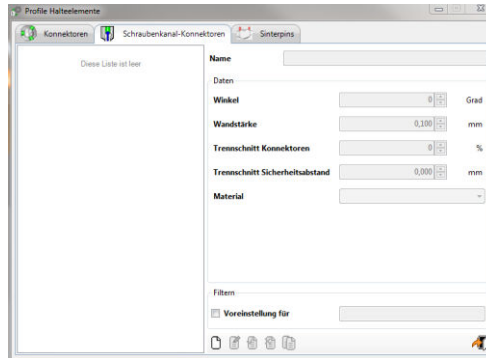 Profile Halteelemente
Konnektoren
Schraubenkanal-Konnektoren
Sinterpins
Diese Liste ist leer
Name
Daten
Winkel 0 Grad
Wandstärke 0,100 mm
Trennschnitt Konnektoren 0 %
Trennschnitt Sicherheitsabstand 0,000 mm
Material
Filtern
Voreinstellung für